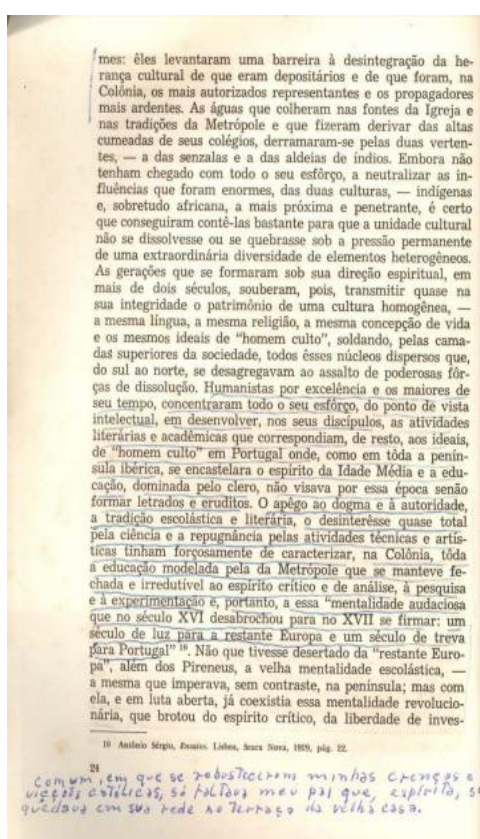 mes: êles levantaram uma barreira à desintegração da he-
rança cultural de que eram depositários e de que foram, na
Colônia, os mais autorizados representantes e os propagadores
mais ardentes. As águas que colheram nas fontes da Igreja e
nas tradições da Metrópole e que fizeram derivar das altas
cumeadas de seus colégios, derramaram-se pelas duas verten-
tes, — a das senzalas e a das aldeias de índios. Embora não
tenham chegado com todo o seu esfôrço, a neutralizar as in-
fluências que foram enormes, das duas culturas, — indígenas
e, sobretudo africana, a mais próxima e penetrante, é certo
que conseguiram contê-las bastante para que a unidade cultural
não se dissolvesse ou se quebrasse sob a pressão permanente
de uma extraordinária diversidade de elementos heterogêneos.
As gerações que se formaram sob sua direção espiritual, em
mais de dois séculos, souberam, pois, transmitir quase na
sua integridade o patrimônio de uma cultura homogênea, —
a mesma língua, a mesma religião, a mesma concepção de vida
e os mesmos ideais de "homem culto", soldando, pelas cama-
das superiores da sociedade, todos êsses núcleos dispersos que,
do sul ao norte, se desagregavam ao assalto de poderosas fôr-
ças de dissolução. Humanistas por excelência e os maiores de
seu tempo, concentraram todo o seu esfôrço, do ponto de vista
intelectual, em desenvolver, nos seus discípulos, as atividades
literárias e acadêmicas que correspondiam, de resto, aos ideais,
de "homem culto" em Portugal onde, como em tôda a penín-
sula ibérica, se encastelara o espírito da Idade Média e a edu-
cação, dominada pelo clero, não visava por essa época senão
formar letrados e eruditos. O apêgo ao dogma e à autoridade,
a tradição escolástica e literária, o desinterêsse quase total
pela ciência e a repugnância pelas atividades técnicas e artís-
ticas tinham forçosamente de caracterizar, na Colônia, tôda
a educação modelada pela da Metrópole que se manteve fe-
chada e irredutível ao espírito crítico e de análise, à pesquisa
e à experimentação e, portanto, a essa "mentalidade audaciosa
que no século XVI desabrochou para no XVII se firmar: um
século de luz para a restante Europa e um século de treva
para Portugal" 10. Não que tivesse desertado da "restante Euro-
pa", além dos Pireneus, a velha mentalidade escolástica, —
a mesma que imperava, sem contraste, na península; mas com
ela, e em luta aberta, já coexistia essa mentalidade revolucio-
nária, que brotou do espírito crítico, da liberdade de inves-
10 António Sérgio, Ensaios. Lisboa, Seara Nova, 1929, pág. 22.
24
comum, em que se robusteciam minhas crenças e
católicas, só faltava meu pai que, espírita, s
quedava em sua rede no terraço da velha casa.